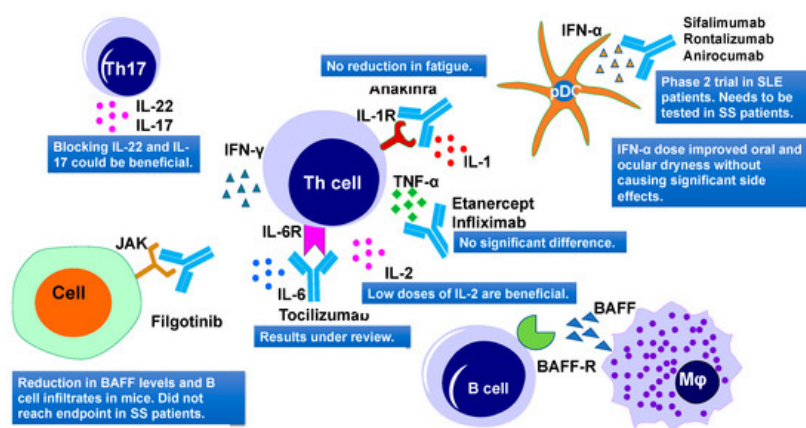 Th17
IL-22
IL-17
Blocking IL-22 and IL-
17 could be beneficial.
No reduction in fatigue.
Anakinra
IL-1R
IL-1
IFN-γ
Th cell
TNF-α
Etanercept
Infliximab
No significant difference.
IL-6R
IL-6
IL-2
Low doses of IL-2 are beneficial.
Tocilizumab
Results under review.
IFN-α
pDC
Sifalimumab
Rontalizumab
Anirocumab
Phase 2 trial in SLE
patients. Needs to be
tested in SS patients.
IFN-α dose improved oral and
ocular dryness without
causing significant side
effects.
JAK
Cell
Filgotinib
Reduction in BAFF levels and B
cell infiltrates in mice. Did not
reach endpoint in SS patients.
BAFF
BAFF-R
B cell
Mφ